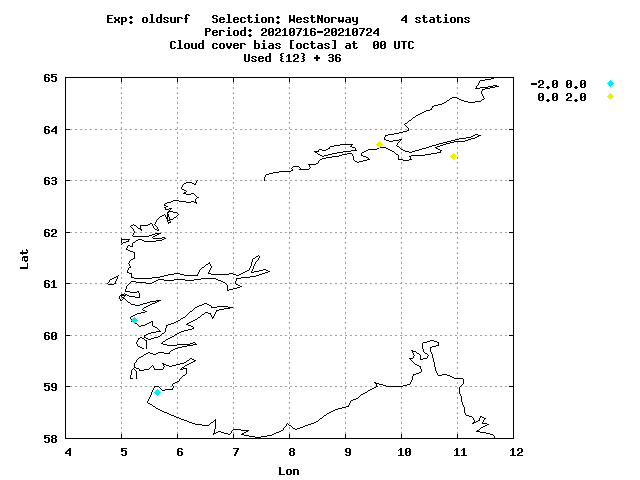 Exp: oldsurf   Selection: WestNorway      4 stations
Period: 20210716-20210724
Cloud cover bias [octas] at  00 UTC
Used {12} + 36
-2.0 0.0
0.0 2.0
65
64
63
62
61
60
59
58
Lat
4 5 6 7 8 9 10 11 12
Lon